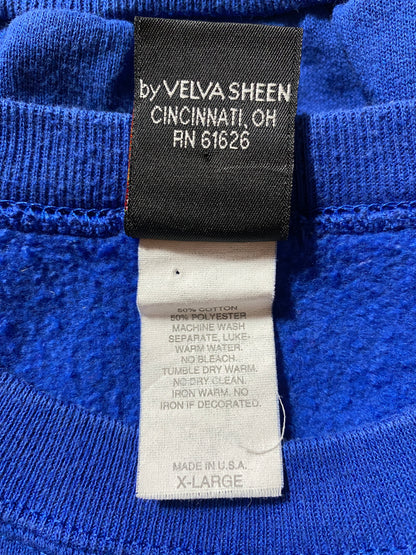 by VELVA SHEEN
CINCINNATI, OH
RN 61626
50% COTTON
50% POLYESTER
MACHINE WASH
SEPARATE, LUKE-
WARM WATER.
NO BLEACH.
TUMBLE DRY WARM.
NO DRY CLEAN.
IRON WARM. NO
IRON IF DECORATED.
MADE IN U.S.A.
X-LARGE